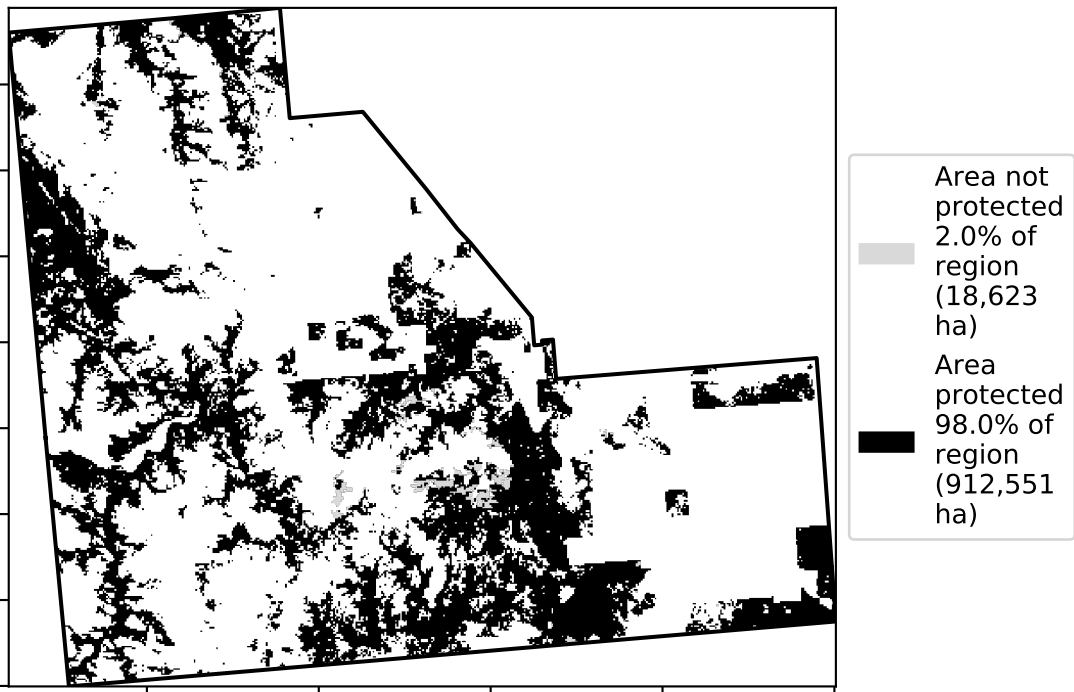 Area not
protected
2.0% of
region
(18,623
ha)
Area
protected
98.0% of
region
(912,551
ha)